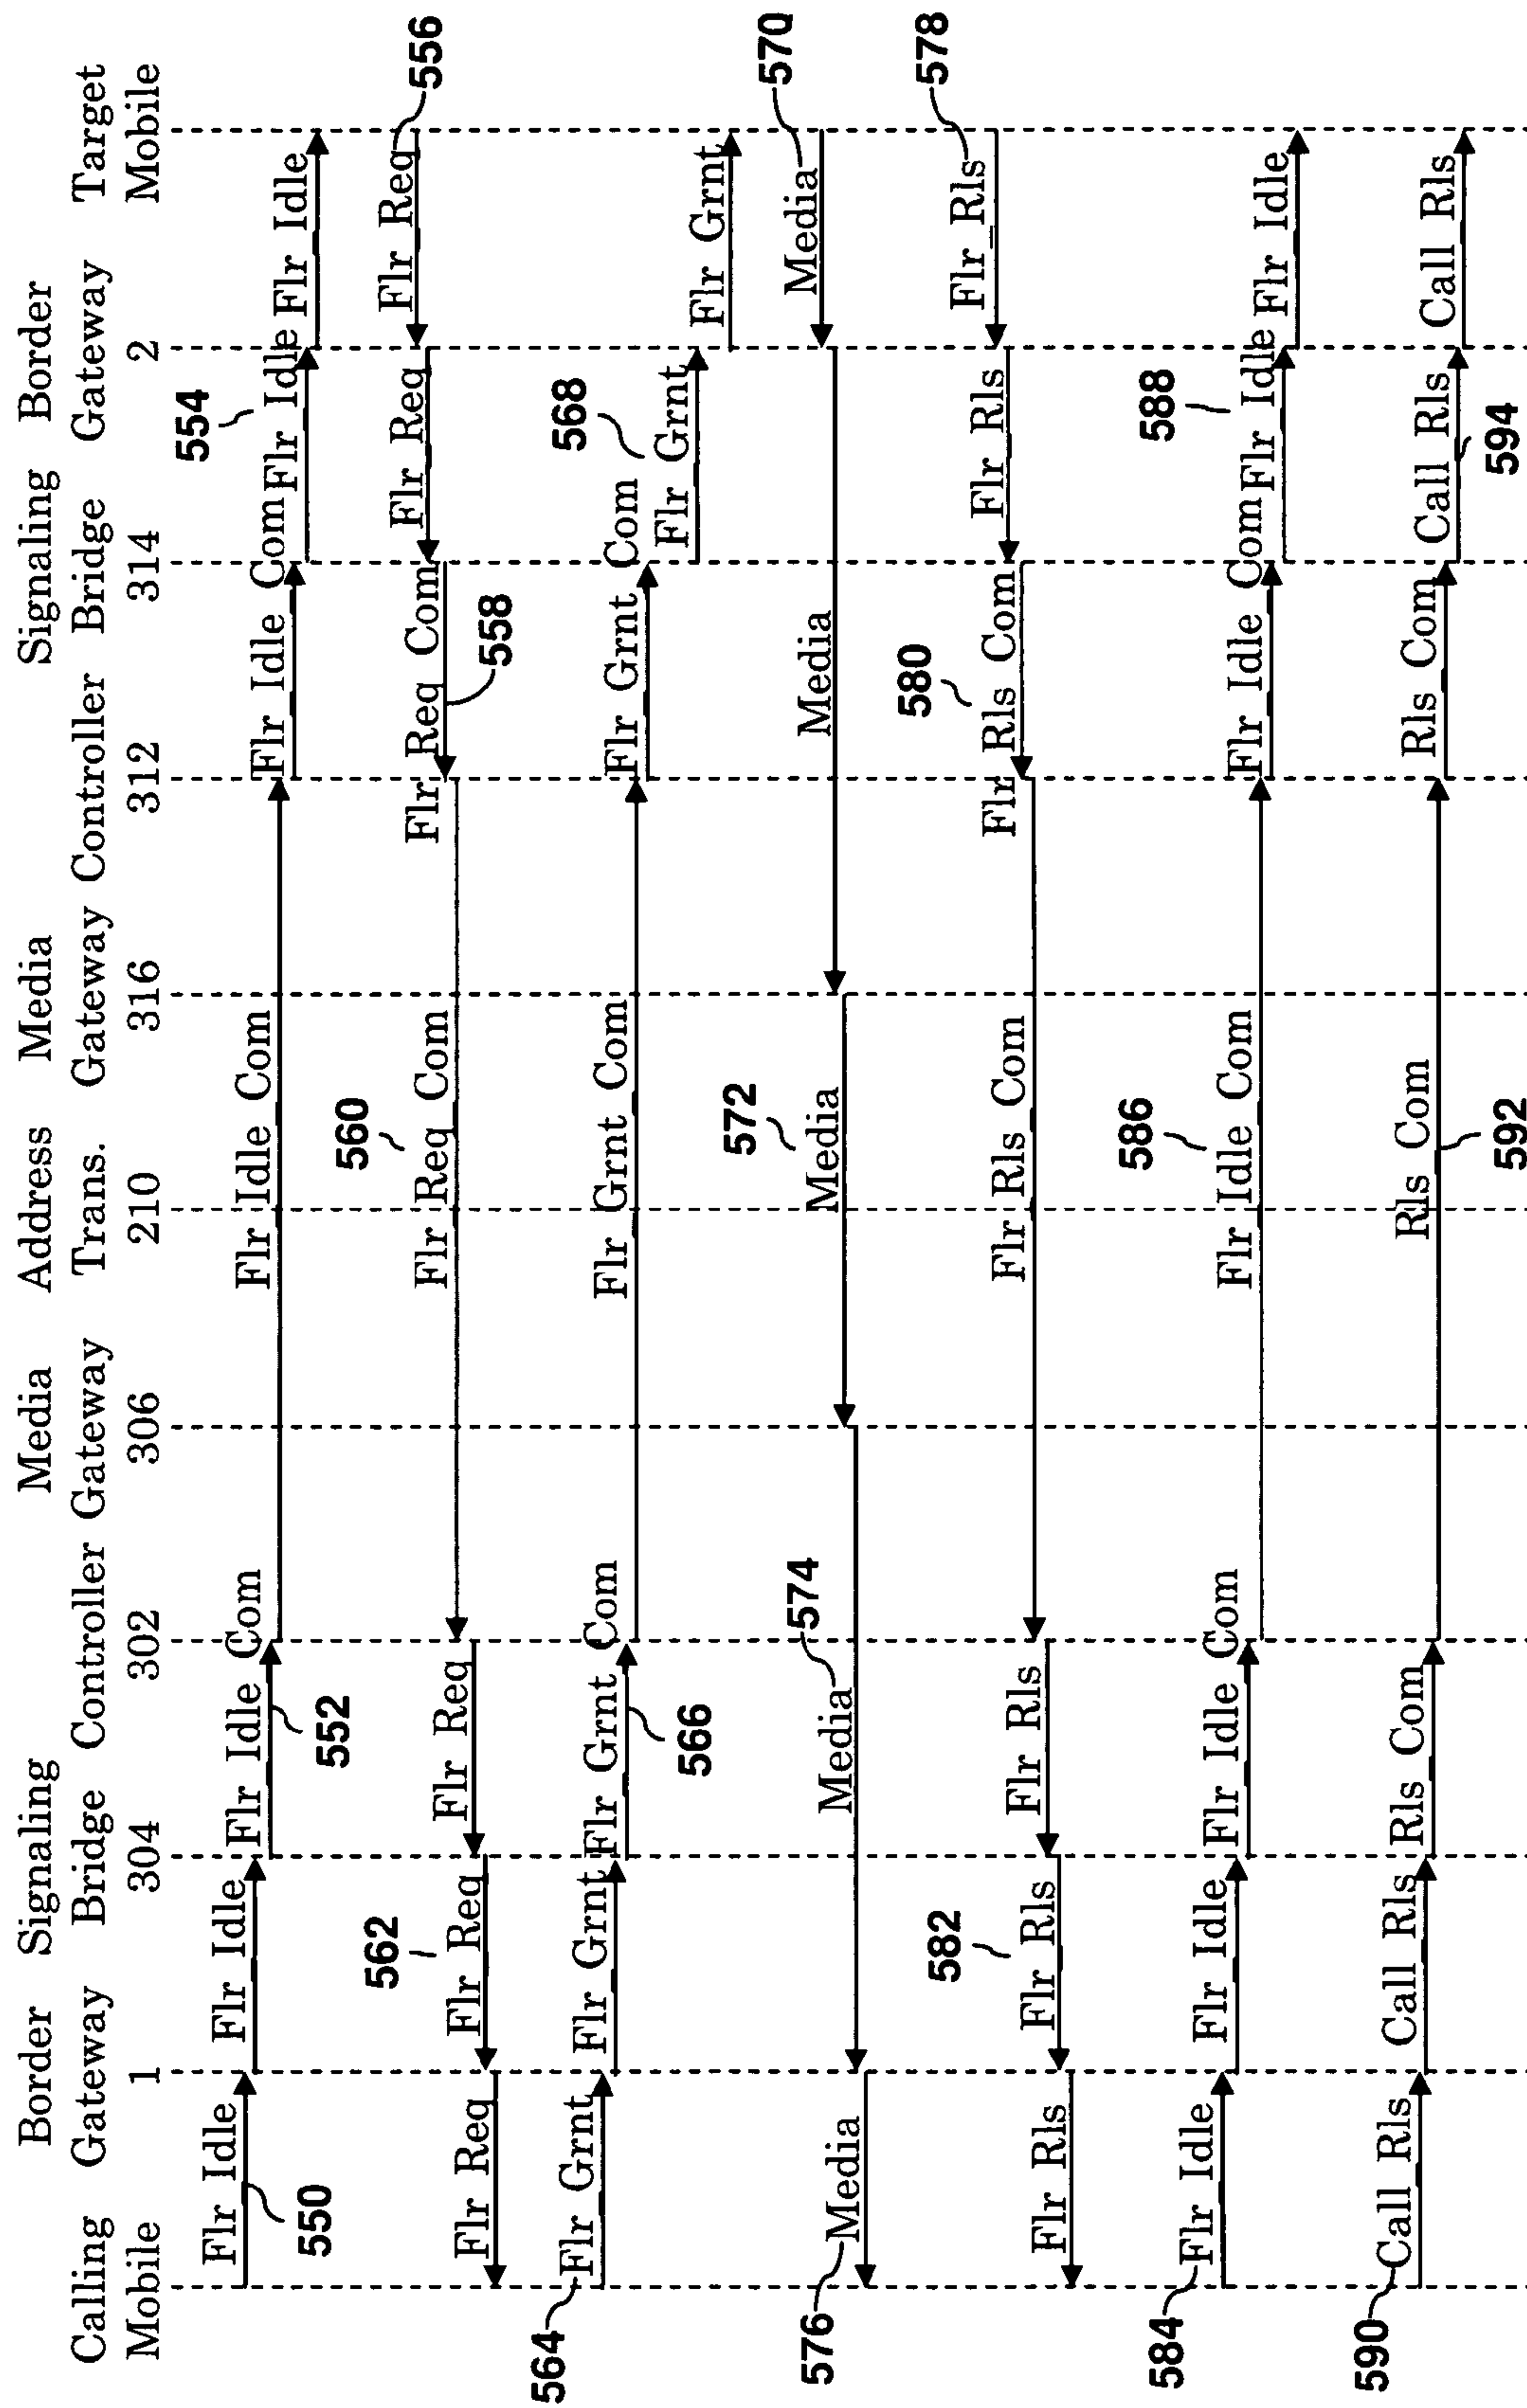 Calling
Mobile
Border
Gateway
1
Signaling
Bridge
304
Controller
302
Media
Gateway
306
Address
Trans.
210
Media
Gateway
316
Controller
312
Signaling
Bridge
314
Border
Gateway
2
Target
Mobile
Flr Idle
550
Flr Idle
Flr Idle Com
552
Flr Idle Com
Flr Idle Com
Flr Idle
554
Flr Idle
Flr Req
556
Flr Req
Flr Req Com
558
Flr Req Com
560
Flr Req
Flr Req
562
Flr Req
Flr Grnt
564
Flr Grnt
Flr Grnt Com
566
Flr Grnt Com
Flr Grnt Com
Flr Grnt
568
Flr Grnt
Media
570
Media
Media
572
Media
574
Media
576
Flr Rls
578
Flr Rls
Flr Rls Com
580
Flr Rls Com
Flr Rls
Flr Rls
582
Flr Rls
Flr Idle
584
Flr Idle
Flr Idle Com
Flr Idle Com
586
Flr Idle Com
Flr Idle
588
Flr Idle
Call Rls
590
Call Rls
Rls Com
Rls Com
592
Rls Com
Call Rls
594
Call Rls